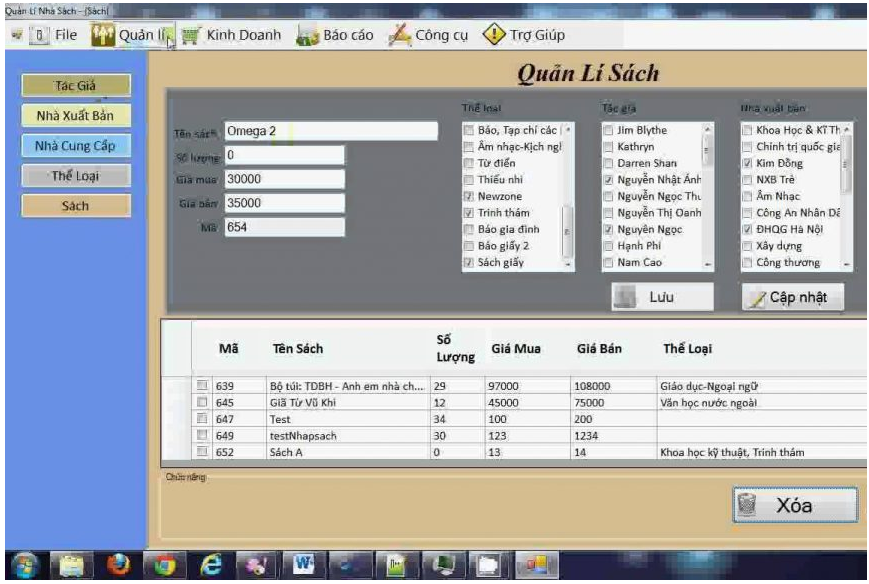 Quản Lí Nhà Sách - [Sách]
File Quản lí Kinh Doanh Báo cáo Công cụ Trợ Giúp
Quản Lí Sách
Tác Giả
Nhà Xuất Bản
Nhà Cung Cấp
Thể Loại
Sách
Tên sách Omega 2
Số lượng 0
Giá mua 30000
Giá bán 35000
Mã 654
Thể loại
Báo, Tạp chí các
Âm nhạc-Kịch ngh
Từ điển
Thiếu nhi
Newzone
Trinh thám
Báo gia đình
Báo giấy 2
Sách giấy
Tác giả
Jim Blythe
Kathryn
Darren Shan
Nguyễn Nhật Ánh
Nguyễn Ngọc Thu
Nguyễn Thị Oanh
Nguyên Ngọc
Hạnh Phi
Nam Cao
Nhà xuất bản
Khoa Học & Kĩ Th
Chinh trị quốc gia
Kim Đồng
NXB Trẻ
Âm Nhạc
Công An Nhân Dâ
ĐHQG Hà Nội
Xây dựng
Công thương
Lưu Cập nhật
Mã Tên Sách Số Lượng Giá Mua Giá Bán Thể Loại
639 Bộ túi: TDBH - Anh em nhà ch... 29 97000 108000 Giáo dục-Ngoại ngữ
645 Giã Từ Vũ Khi 12 45000 75000 Văn học nước ngoài
647 Test 34 100 200
649 testNhapsach 30 123 1234
652 Sách A 0 13 14 Khoa học kỹ thuật, Trinh thám
Chức năng
Xóa